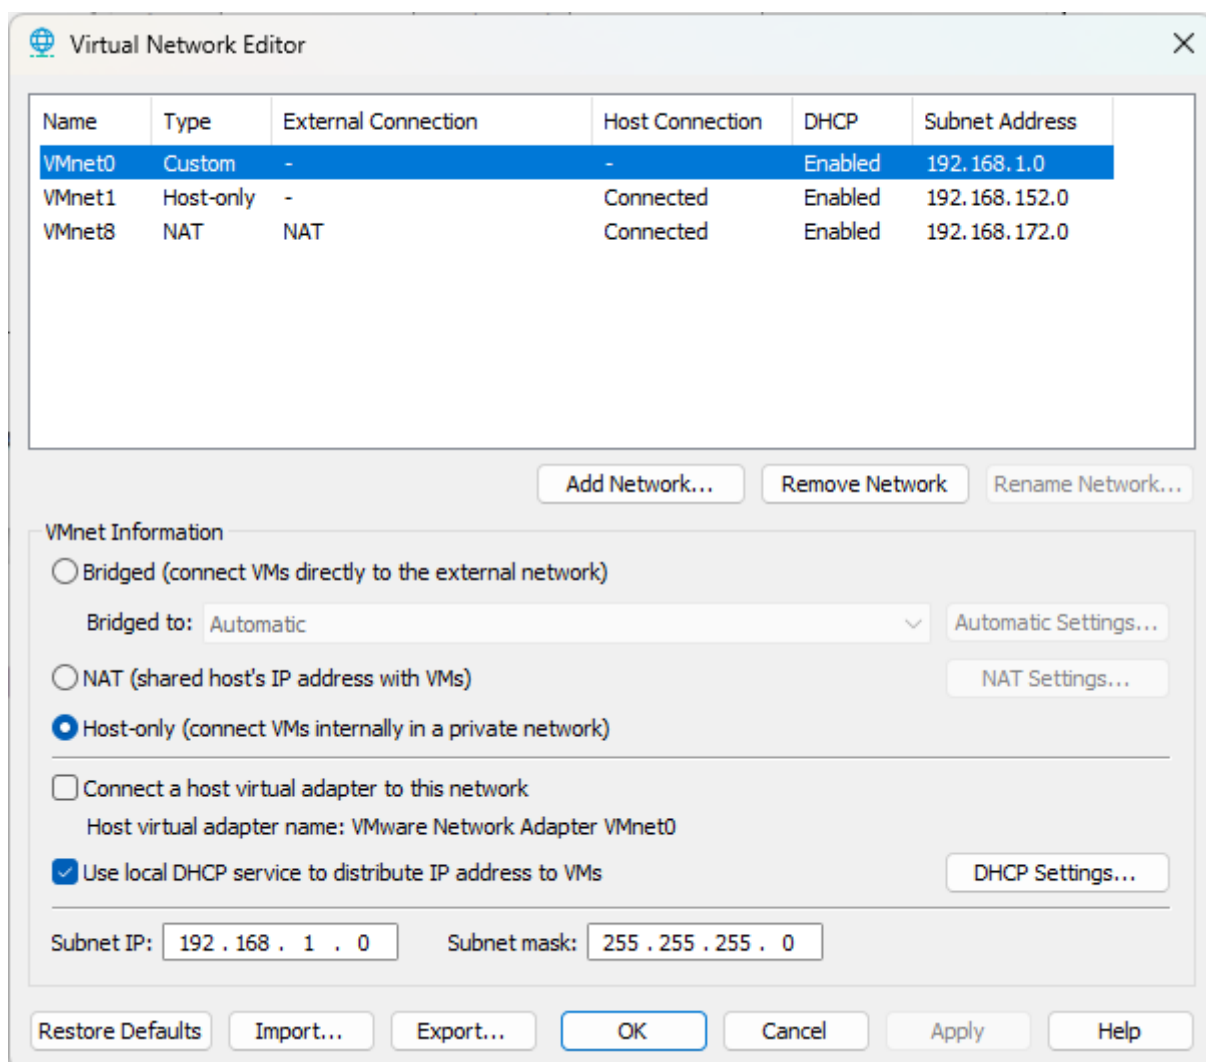 Virtual Network Editor
Name Type External Connection Host Connection DHCP Subnet Address
VMnet0 Custom - - Enabled 192.168.1.0
VMnet1 Host-only - Connected Enabled 192.168.152.0
VMnet8 NAT NAT Connected Enabled 192.168.172.0
Add Network... Remove Network Rename Network...
VMnet Information
Bridged (connect VMs directly to the external network)
Bridged to: Automatic Automatic Settings...
NAT (shared host's IP address with VMs) NAT Settings...
Host-only (connect VMs internally in a private network)
Connect a host virtual adapter to this network
Host virtual adapter name: VMware Network Adapter VMnet0
Use local DHCP service to distribute IP address to VMs DHCP Settings...
Subnet IP: 192 . 168 . 1 . 0 Subnet mask: 255 . 255 . 255 . 0
Restore Defaults Import... Export... OK Cancel Apply Help